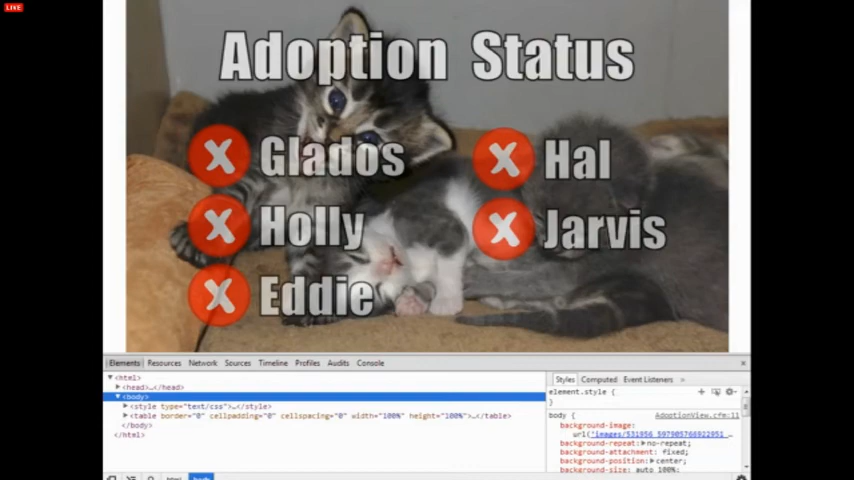 LIVE
Adoption Status
Glados
Hal
Holly
Jarvis
Eddie
Elements Resources Network Sources Timeline Profiles Audits Console
<html>
<head>…</head>
<body>
<style type="text/css">…</style>
<table border="0" cellpadding="0" cellspacing="0" width="100%" height="100%">…</table>
</body>
</html>
Styles Computed Event Listeners »
element.style {
}
body { AdoptionView.cfm:11
background-image:
background-repeat: no-repeat;
background-attachment: fixed;
background-position: center;
background-size: auto 100%;
html body